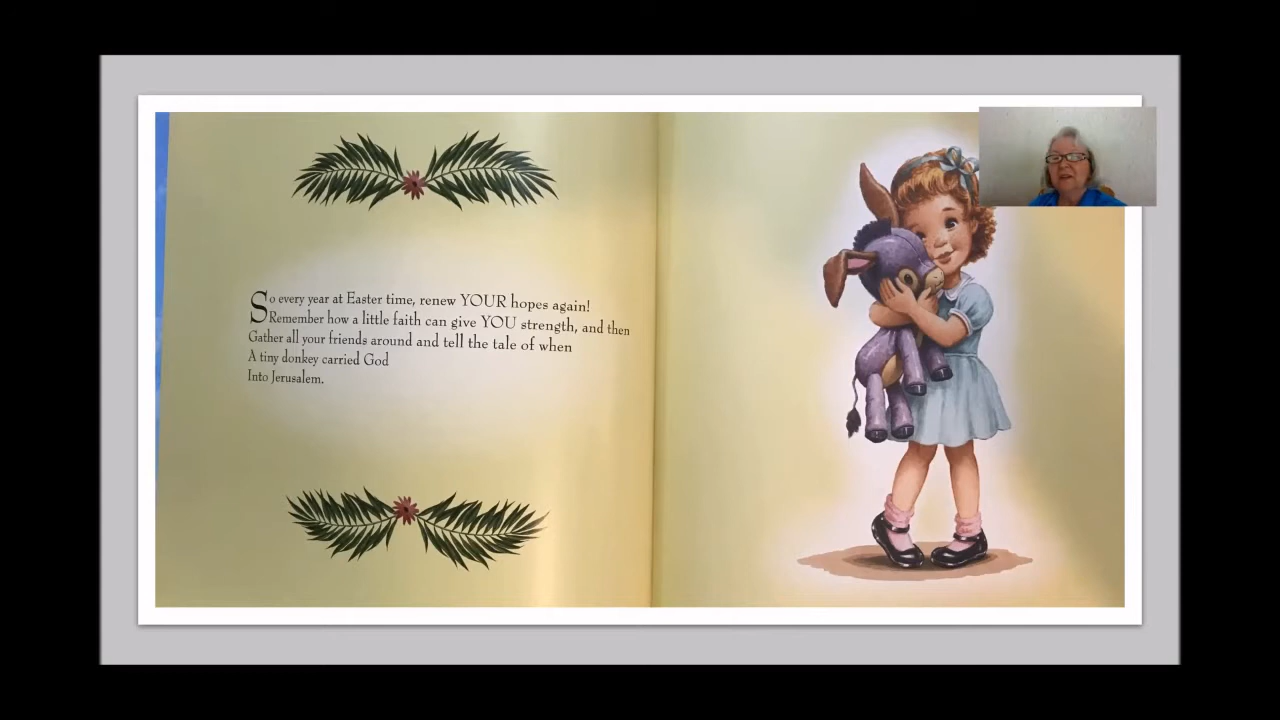 So every year at Easter time, renew YOUR hopes again!
Remember how a little faith can give YOU strength, and then
Gather all your friends around and tell the tale of when
A tiny donkey carried God
Into Jerusalem.